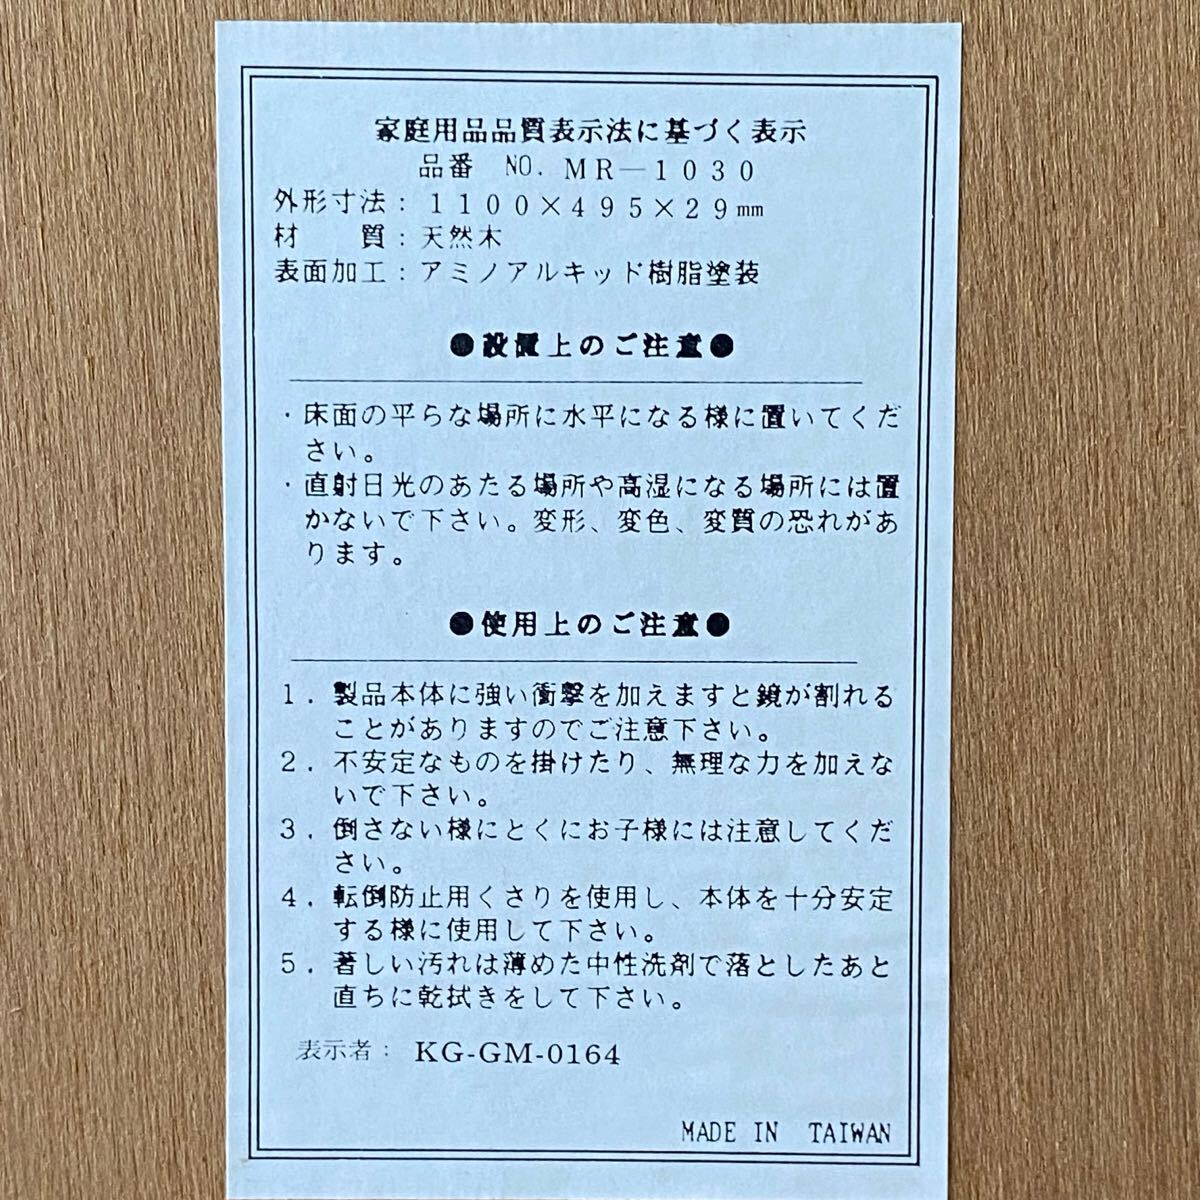 家庭用品品質表示法に基づく表示
品番　NO. MR－1030
外形寸法：1100×495×29㎜
材　　質：天然木
表面加工：アミノアルキッド樹脂塗装
●設置上のご注意●
・床面の平らな場所に水平になる様に置いてくだ
さい。
・直射日光のあたる場所や高湿になる場所には置
かないで下さい。変形、変色、変質の恐れがあ
ります。
●使用上のご注意●
1．製品本体に強い衝撃を加えますと鏡が割れる
ことがありますのでご注意下さい。
2．不安定なものを掛けたり、無理な力を加えな
いで下さい。
3．倒さない様にとくにお子様には注意してくだ
さい。
4．転倒防止用くさりを使用し、本体を十分安定
する様に使用して下さい。
5．著しい汚れは薄めた中性洗剤で落としたあと
直ちに乾拭きをして下さい。
表示者： KG-GM-0164
MADE IN TAIWAN